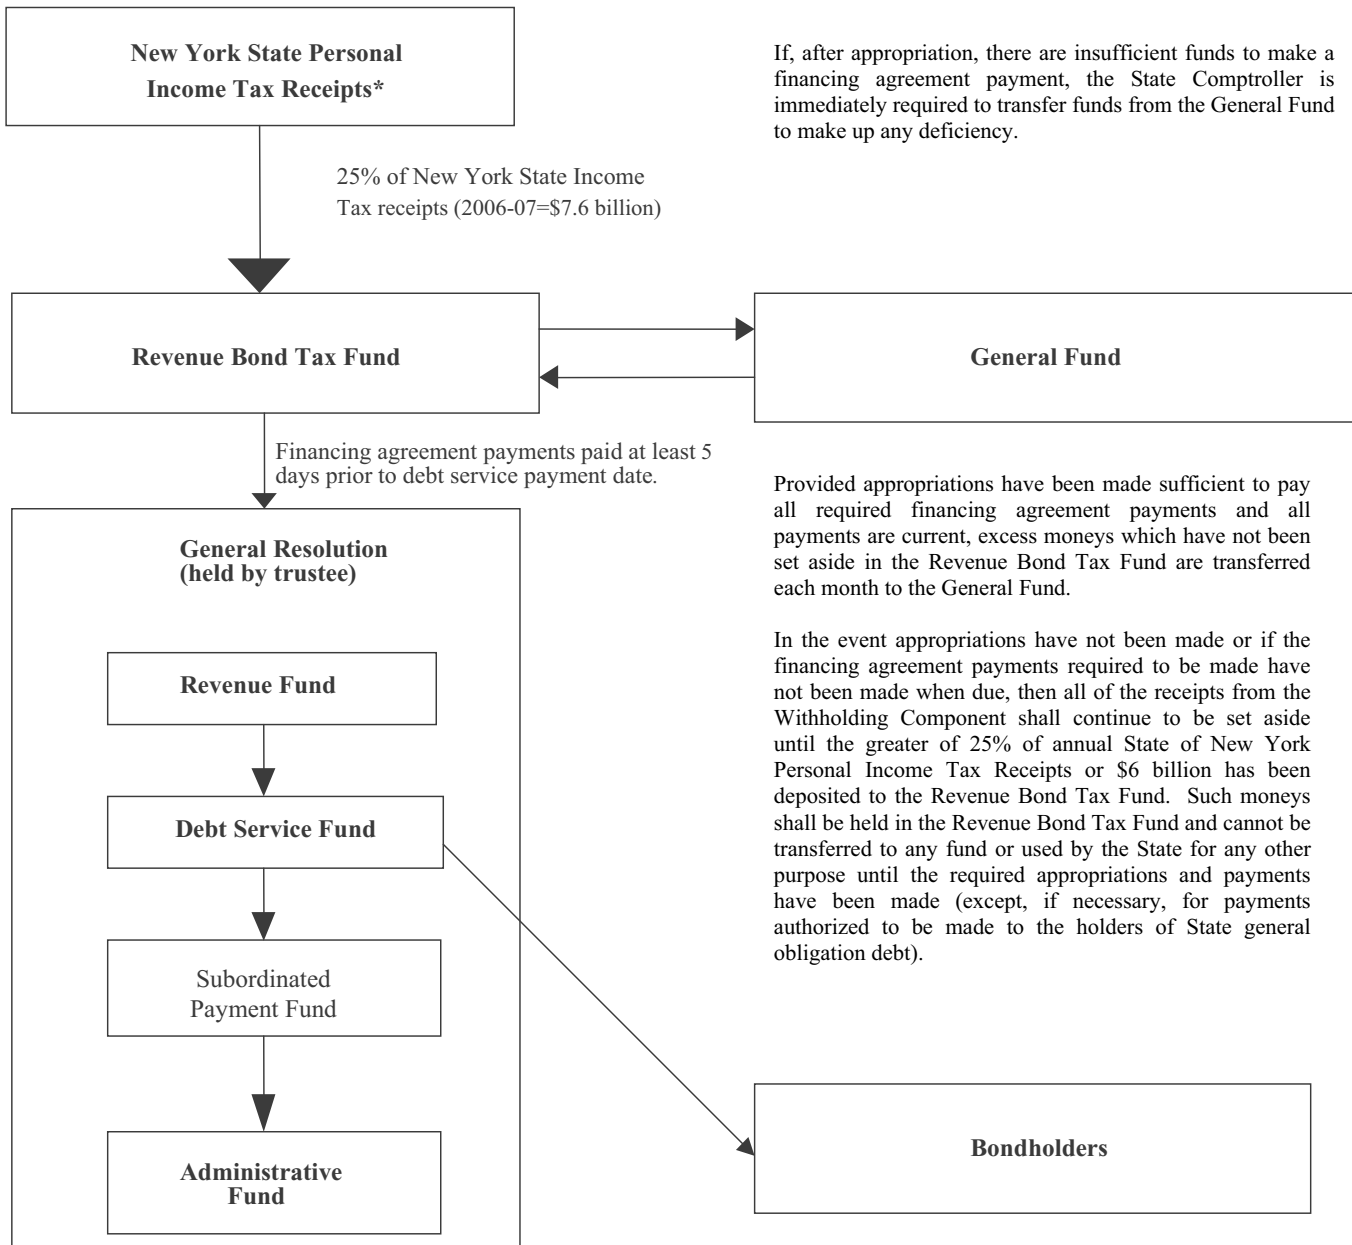 New York State Personal
Income Tax Receipts*
If, after appropriation, there are insufficient funds to make a
financing agreement payment, the State Comptroller is
immediately required to transfer funds from the General Fund
to make up any deficiency.
25% of New York State Income
Tax receipts (2006-07=$7.6 billion)
Revenue Bond Tax Fund
General Fund
Financing agreement payments paid at least 5
days prior to debt service payment date.
Provided appropriations have been made sufficient to pay
all required financing agreement payments and all
payments are current, excess moneys which have not been
set aside in the Revenue Bond Tax Fund are transferred
each month to the General Fund.
In the event appropriations have not been made or if the
financing agreement payments required to be made have
not been made when due, then all of the receipts from the
Withholding Component shall continue to be set aside
until the greater of 25% of annual State of New York
Personal Income Tax Receipts or $6 billion has been
deposited to the Revenue Bond Tax Fund. Such moneys
shall be held in the Revenue Bond Tax Fund and cannot be
transferred to any fund or used by the State for any other
purpose until the required appropriations and payments
have been made (except, if necessary, for payments
authorized to be made to the holders of State general
obligation debt).
General Resolution
(held by trustee)
Revenue Fund
Debt Service Fund
Subordinated
Payment Fund
Administrative
Fund
Bondholders